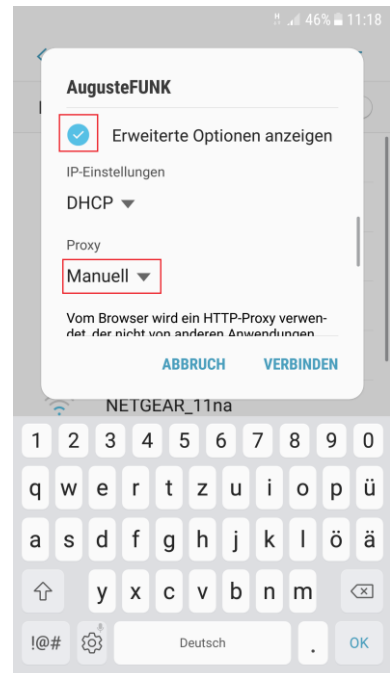 46% 11:18
AugusteFUNK
Erweiterte Optionen anzeigen
IP-Einstellungen
DHCP
Proxy
Manuell
Vom Browser wird ein HTTP-Proxy verwen-
det, der nicht von anderen Anwendungen
ABBRUCH VERBINDEN
NETGEAR_11na
1 2 3 4 5 6 7 8 9 0
q w e r t z u i o p ü
a s d f g h j k l ö ä
y x c v b n m
!@# Deutsch . OK